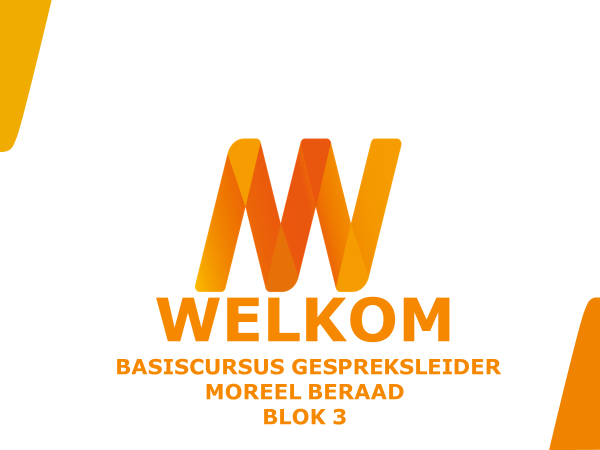 WELKOM
BASISCURSUS GESPREKSLEIDER
MOREEL BERAAD
BLOK 3